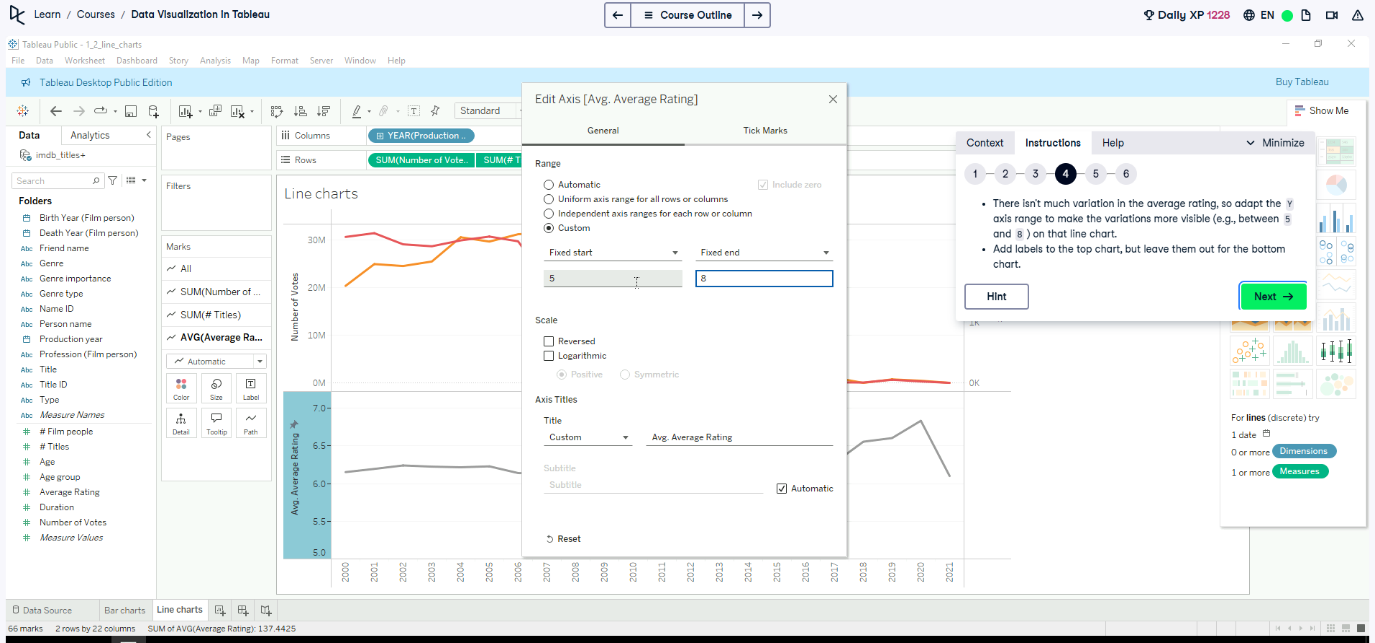 Learn / Courses / Data Visualization in Tableau
Course Outline
Daily XP 1228
EN
Tableau Public - 1_2_line_charts
File Data Worksheet Dashboard Story Analysis Map Format Server Window Help
Tableau Desktop Public Edition
Buy Tableau
Standard
Show Me
Data Analytics
imdb_titles+
Search
Folders
Birth Year (Film person)
Death Year (Film person)
Abc Friend name
Abc Genre
Abc Genre importance
Abc Genre type
Abc Name ID
Abc Person name
Production year
Abc Profession (Film person)
Abc Title
Abc Title ID
Abc Type
Abc Measure Names
# # Film people
# # Titles
# Age
# Age group
# Average Rating
# Duration
# Number of Votes
# Measure Values
Pages
Filters
Marks
All
SUM(Number of ...
SUM(# Titles)
AVG(Average Ra...
Automatic
Color Size Label
Detail Tooltip Path
Columns
YEAR(Production ..
Rows
SUM(Number of Vote..
SUM(# T
Line charts
Number of Votes
30M
20M
10M
0M
1K
0K
Avg. Average Rating
7.0
6.5
6.0
5.5
5.0
2000 2001 2002 2003 2004 2005 2006 2007 2008 2009 2010 2011 2012 2013 2014 2015 2016 2017 2018 2019 2020 2021
Edit Axis [Avg. Average Rating]
General
Tick Marks
Range
Automatic
Include zero
Uniform axis range for all rows or columns
Independent axis ranges for each row or column
Custom
Fixed start
Fixed end
5
8
Scale
Reversed
Logarithmic
Positive
Symmetric
Axis Titles
Title
Custom
Avg. Average Rating
Subtitle
Subtitle
Automatic
Reset
Context Instructions Help
Minimize
1 2 3 4 5 6
• There isn't much variation in the average rating, so adapt the Y
axis range to make the variations more visible (e.g., between 5
and 8 ) on that line chart.
• Add labels to the top chart, but leave them out for the bottom
chart.
HInt
Next
For lines (discrete) try
1 date
0 or more Dimensions
1 or more Measures
Data Source
Bar charts
Line charts
66 marks 2 rows by 22 columns SUM of AVG(Average Rating): 137.4425